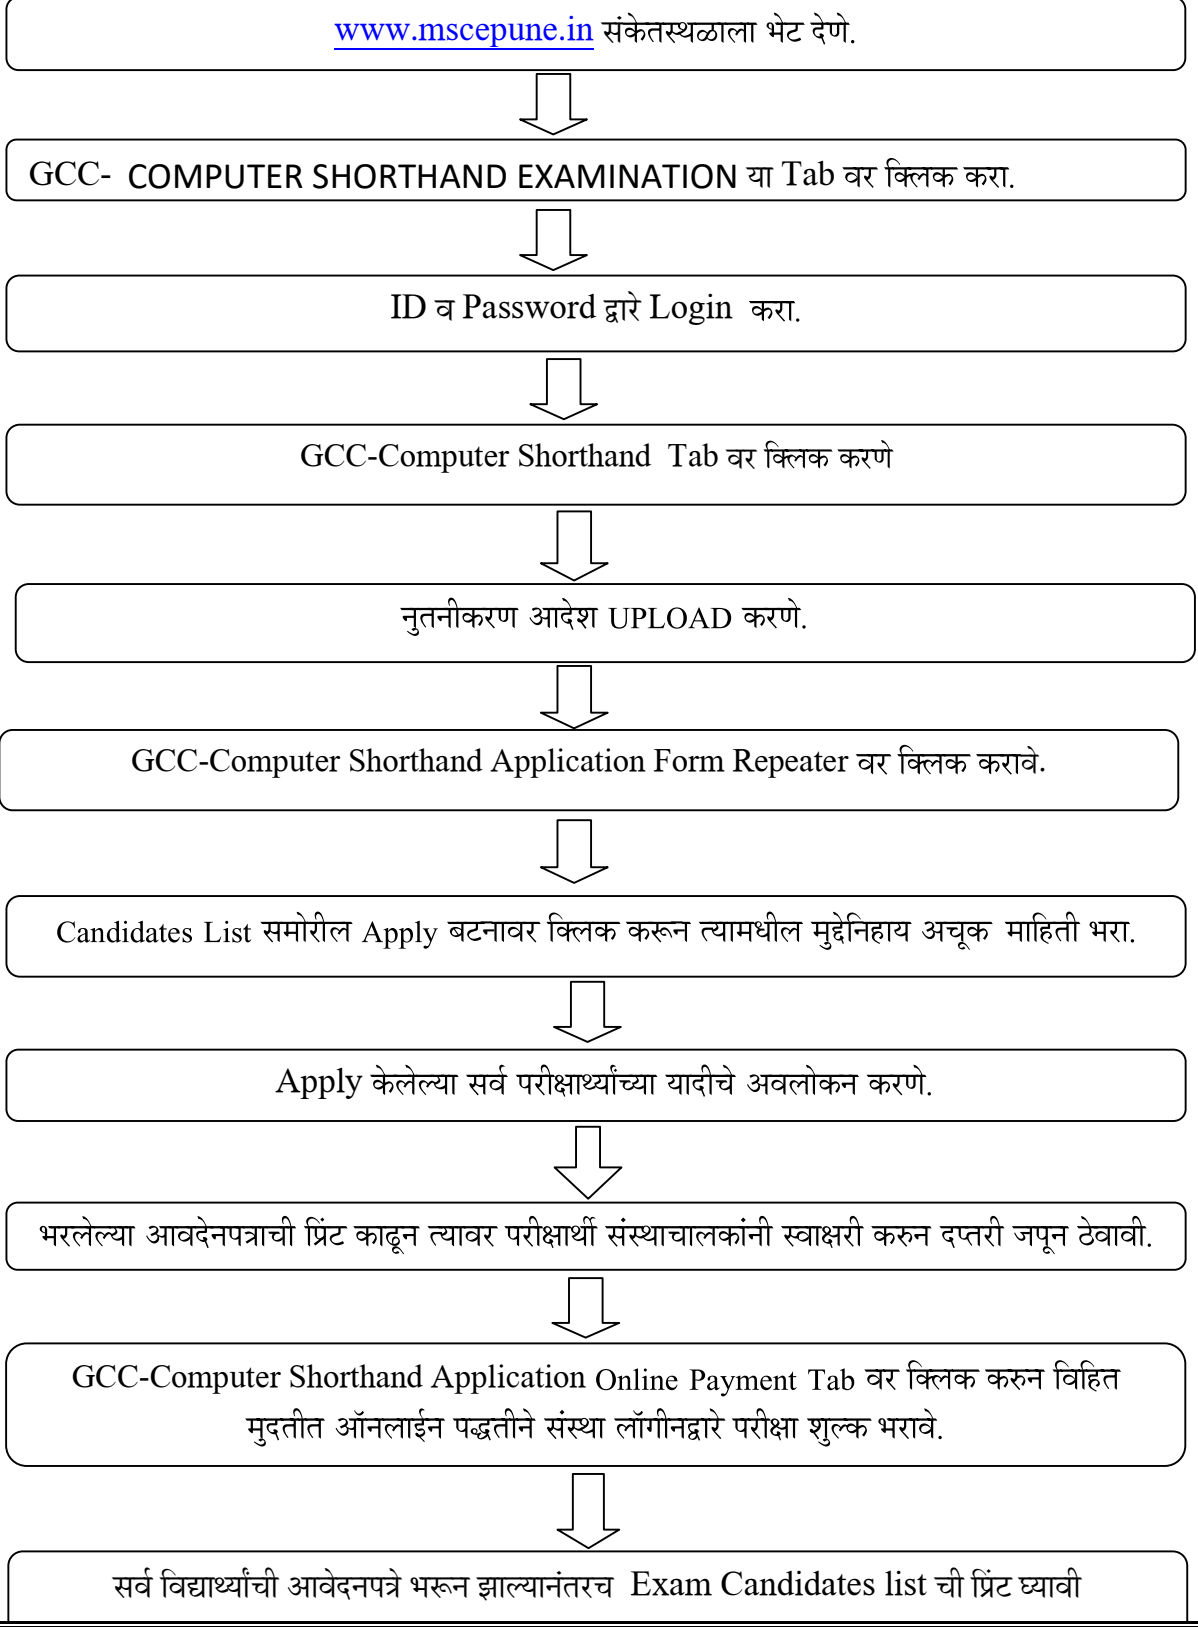 www.mscepune.in संकेतस्थळाला भेट देणे.
GCC- COMPUTER SHORTHAND EXAMINATION या Tab वर क्लिक करा.
ID व Password द्वारे Login करा.
GCC-Computer Shorthand Tab वर क्लिक करणे
नुतनीकरण आदेश UPLOAD करणे.
GCC-Computer Shorthand Application Form Repeater वर क्लिक करावे.
Candidates List समोरील Apply बटनावर क्लिक करून त्यामधील मुद्देनिहाय अचूक माहिती भरा.
Apply केलेल्या सर्व परीक्षार्थ्यांच्या यादीचे अवलोकन करणे.
भरलेल्या आवदेनपत्राची प्रिंट काढून त्यावर परीक्षार्थी संस्थाचालकांनी स्वाक्षरी करुन दप्तरी जपून ठेवावी.
GCC-Computer Shorthand Application Online Payment Tab वर क्लिक करुन विहित
मुदतीत ऑनलाईन पद्धतीने संस्था लॉगीनद्वारे परीक्षा शुल्क भरावे.
सर्व विद्यार्थ्यांची आवेदनपत्रे भरून झाल्यानंतरच Exam Candidates list ची प्रिंट घ्यावी